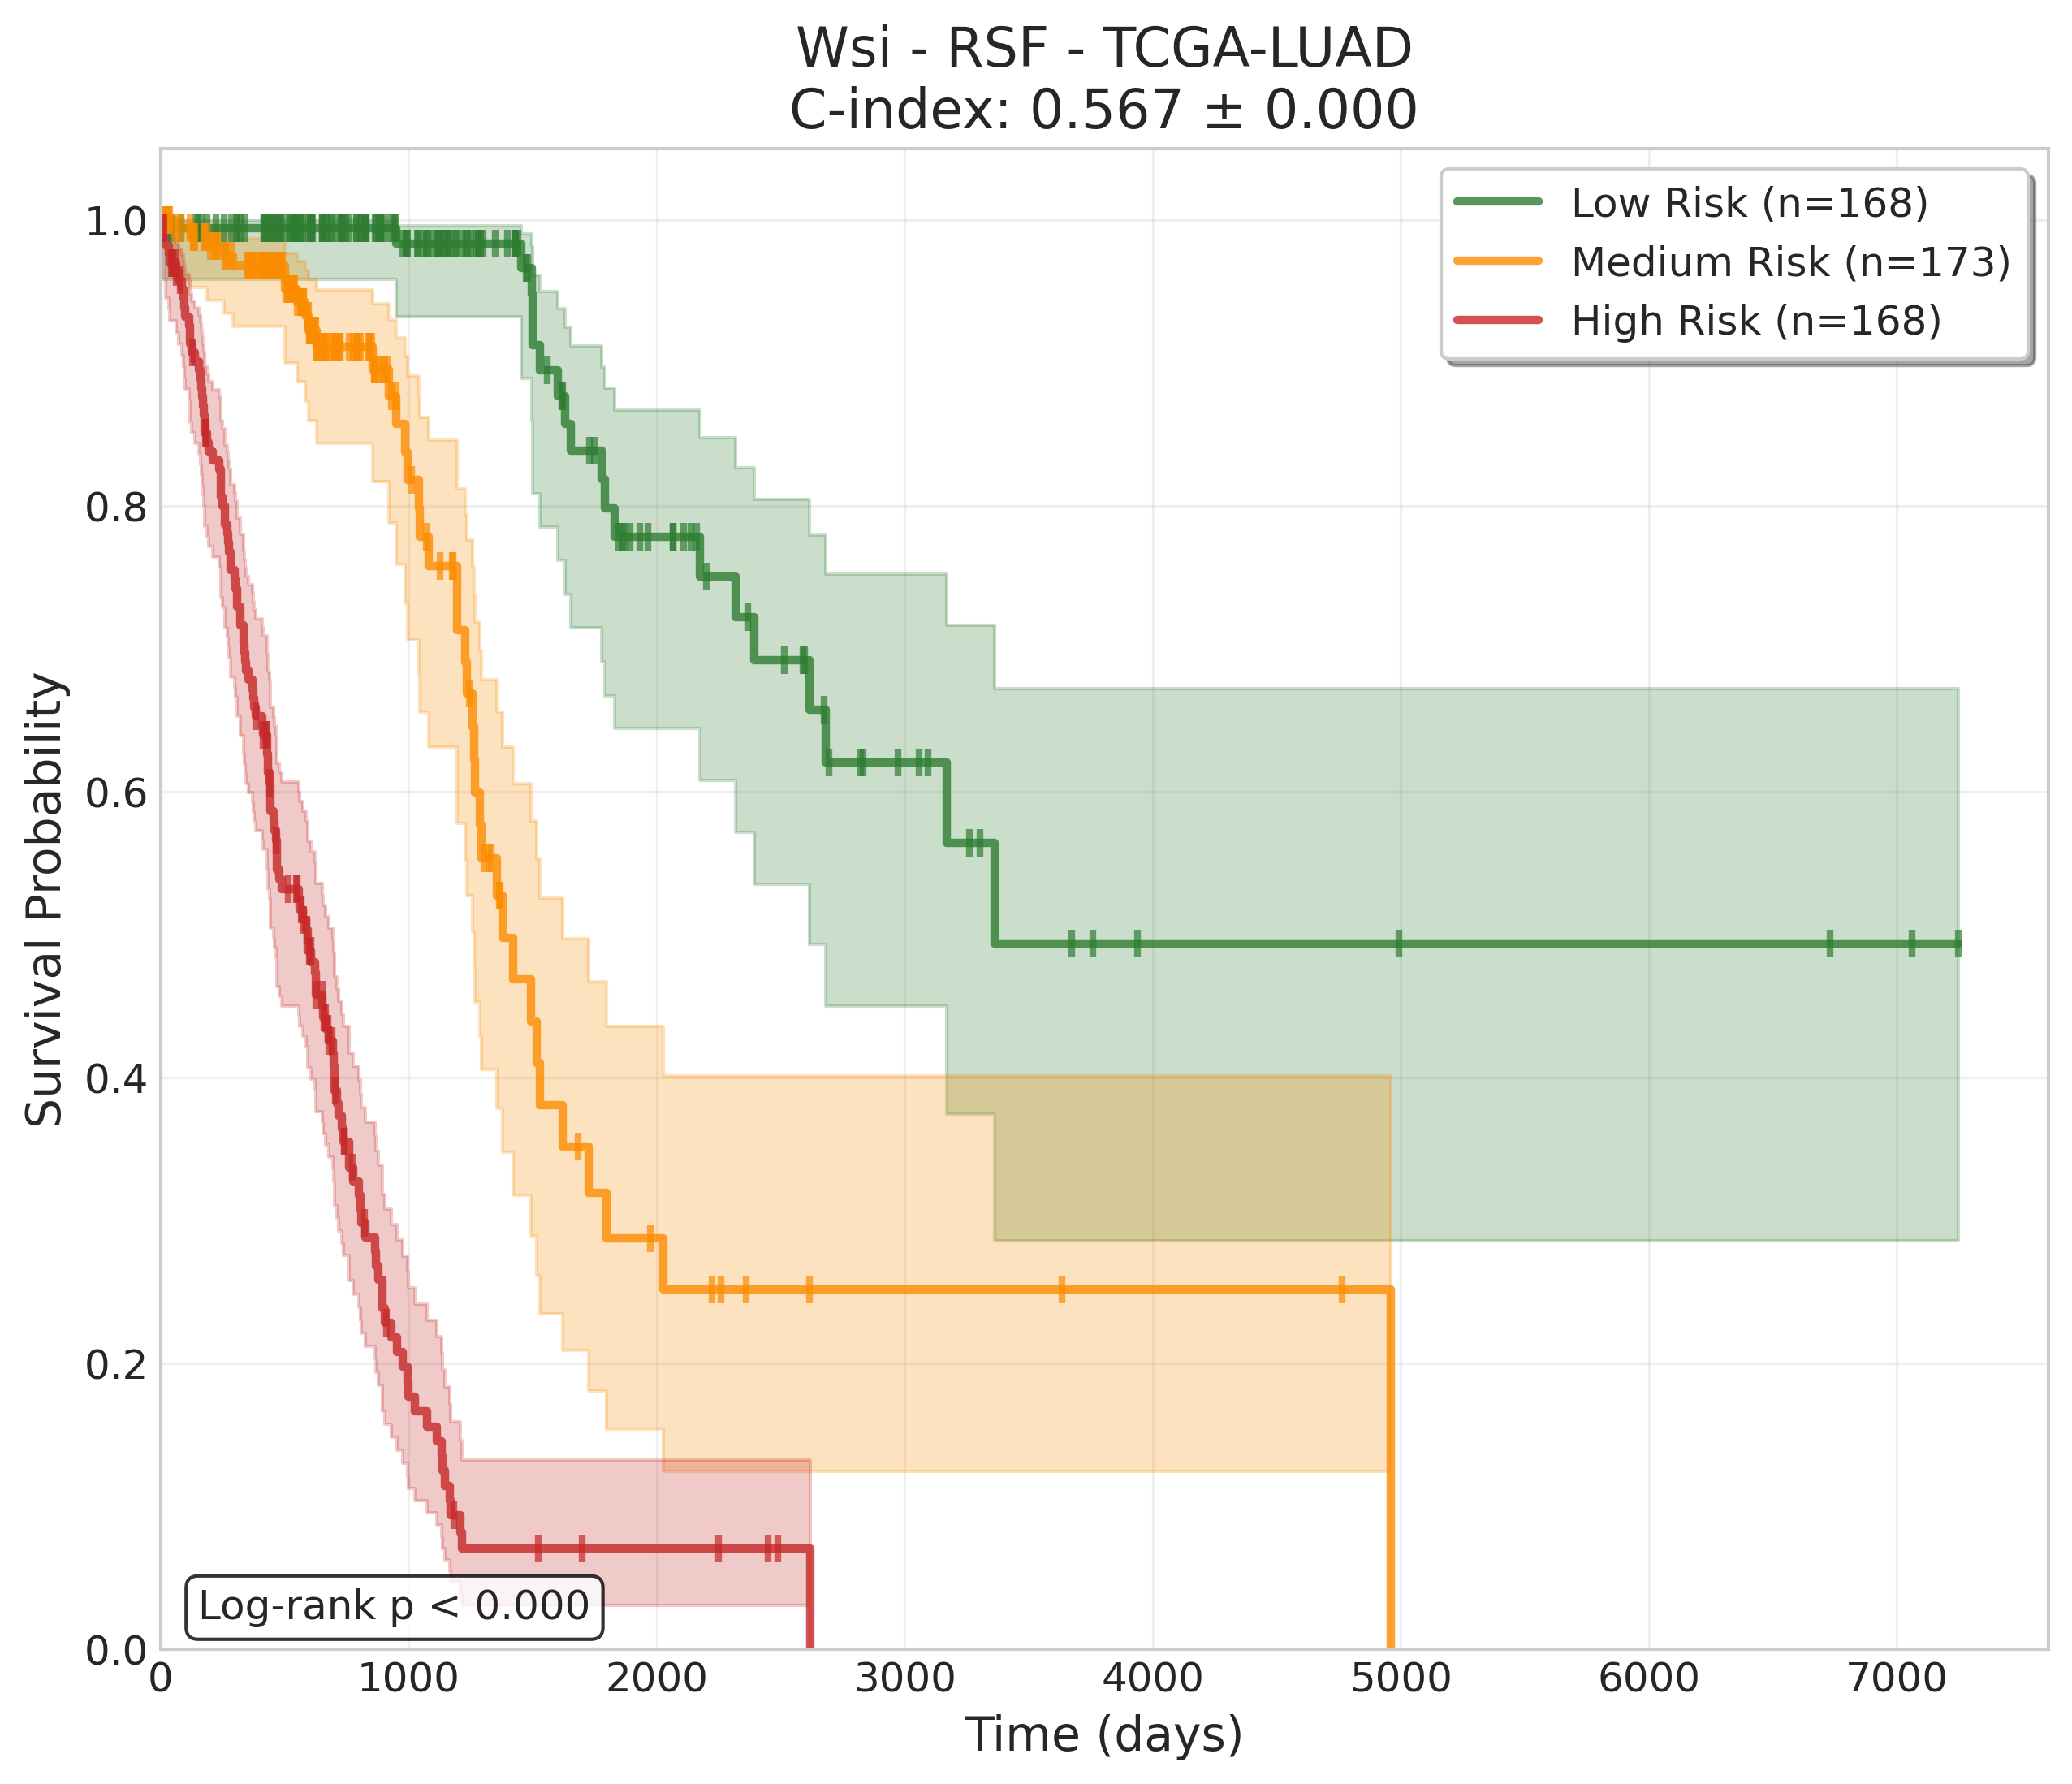 Wsi - RSF - TCGA-LUAD
C-index: 0.567 ± 0.000
Low Risk (n=168)
Medium Risk (n=173)
High Risk (n=168)
Survival Probability
1.0
0.8
0.6
0.4
0.2
0.0
Log-rank p < 0.000
0 1000 2000 3000 4000 5000 6000 7000
Time (days)